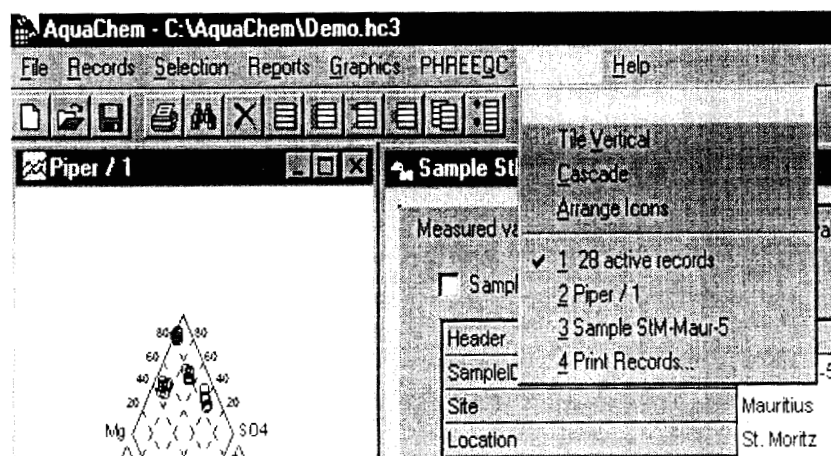 AquaChem - C:\AquaChem\Demo.hc3
File Records Selection Reports Graphics PHREEQC Help
Piper / 1
Sample St
Tile Vertical
Cascade
Arrange Icons
1 28 active records
2 Piper / 1
3 Sample StM-Maur-5
4 Print Records...
Measured va
Sampl
Header
SampleID
Site Mauritius
Location St. Moritz
80 80
60 60
40 40
20 20
Mg SO4